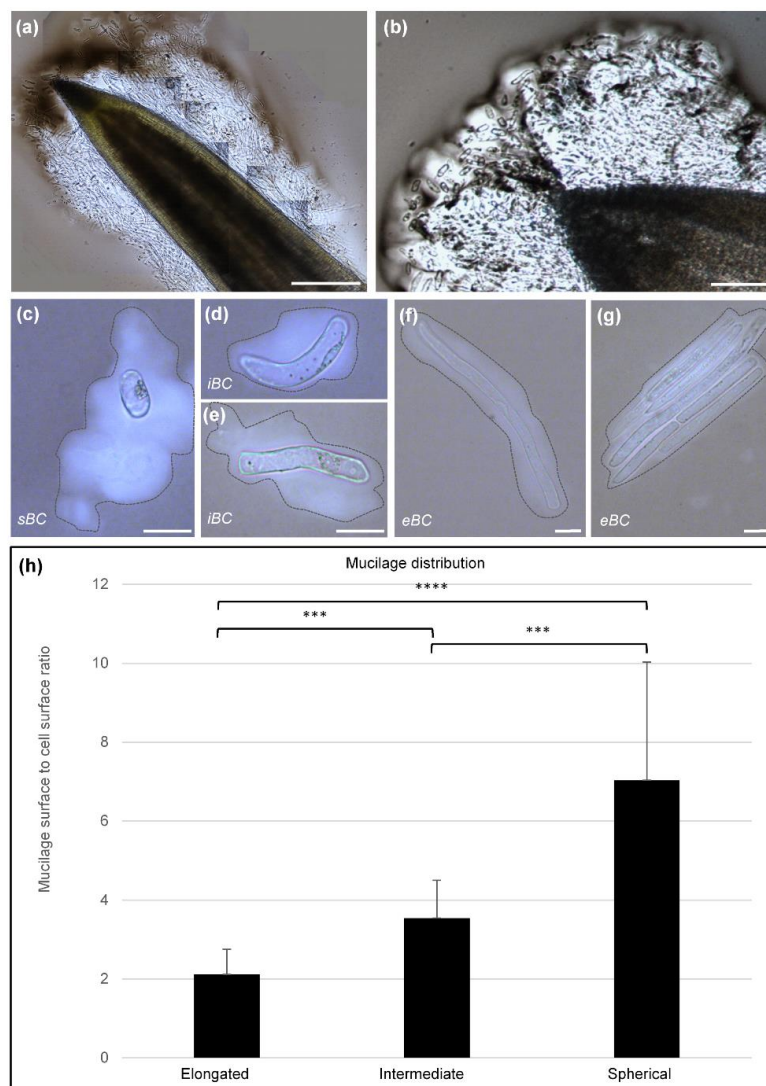 (a)
(b)
(c)
sBC
(d)
iBC
(e)
iBC
(f)
eBC
(g)
eBC
(h)
Mucilage distribution
Mucilage surface to cell surface ratio
12
10
8
6
4
2
0
****
***
***
Elongated
Intermediate
Spherical